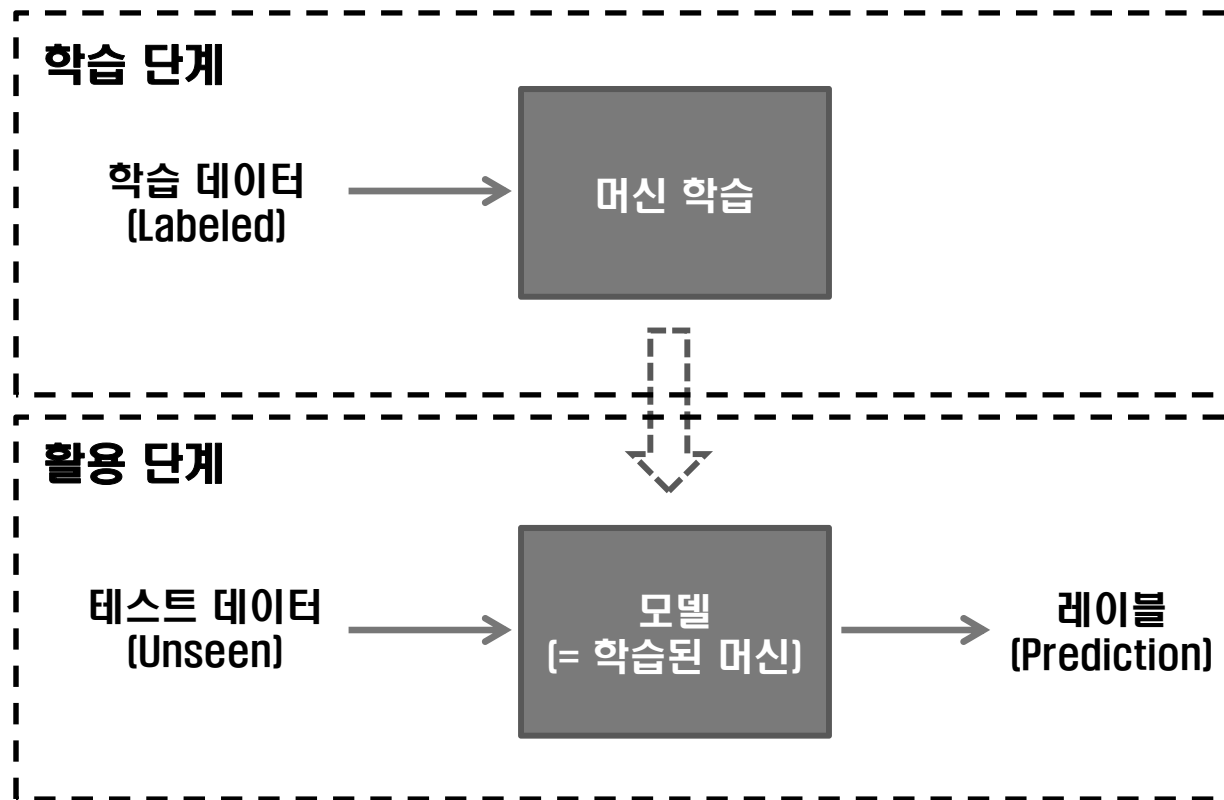 학습 단계
학습 데이터
(Labeled)
머신 학습
활용 단계
테스트 데이터
(Unseen)
모델
(= 학습된 머신)
레이블
(Prediction)